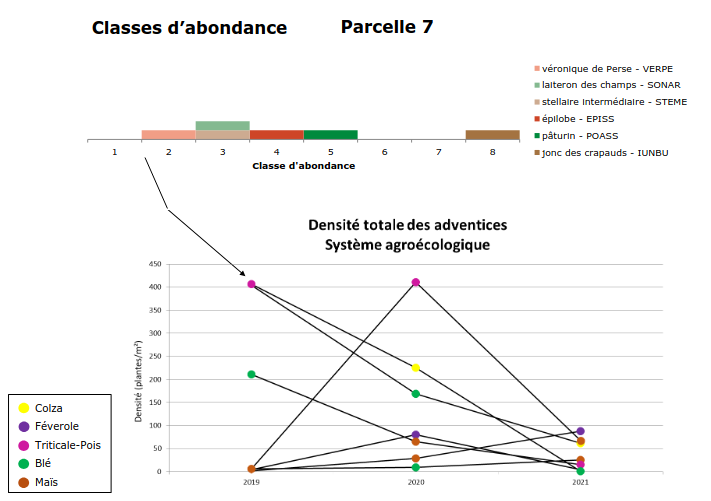 Classes d’abondance
Parcelle 7
véronique de Perse - VERPE
laiteron des champs - SONAR
stellaire intermédiaire - STEME
épilobe - EPISS
pâturin - POASS
jonc des crapauds - IUNBU
1 2 3 4 5 6 7 8
Classe d'abondance
Densité totale des adventices
Système agroécologique
Densité (plantes/m²)
450
400
350
300
250
200
150
100
50
0
2019 2020 2021
Colza
Féverole
Triticale-Pois
Blé
Maïs